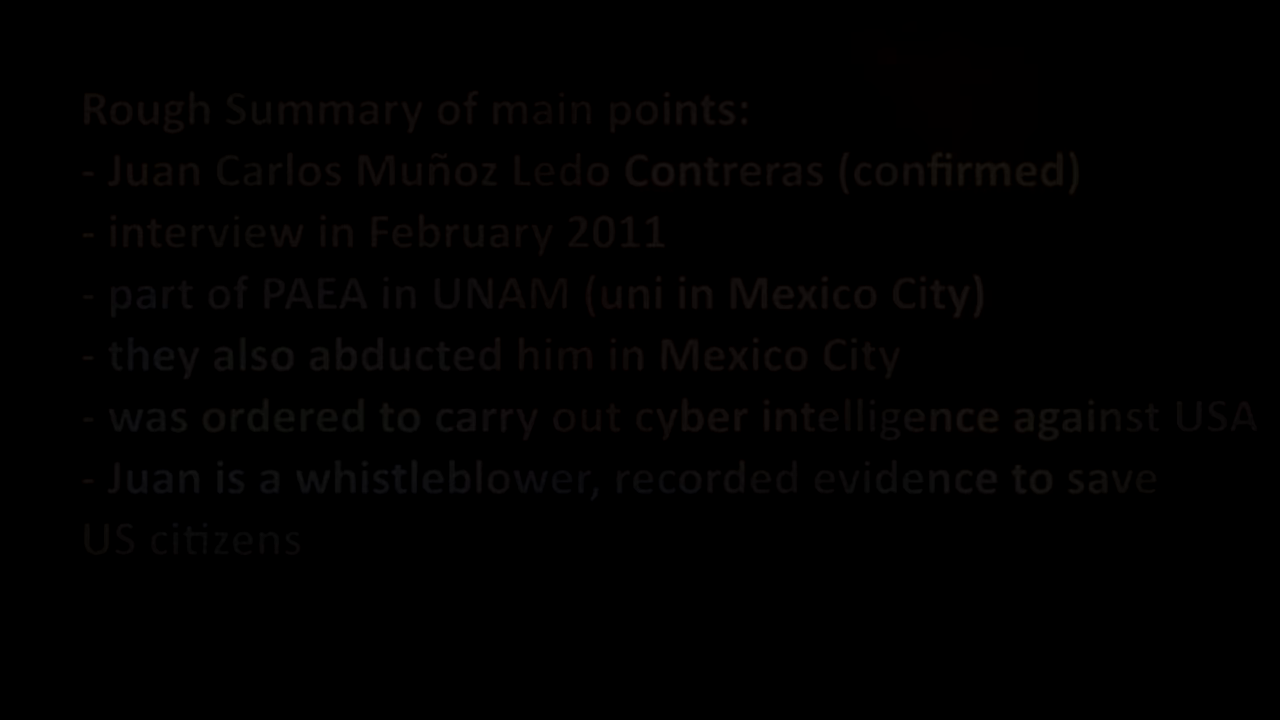 Rough Summary of main points:
- Juan Carlos Muñoz Ledo Contreras (confirmed)
- interview in February 2011
- part of PAEA in UNAM (uni in Mexico City)
- they also abducted him in Mexico City
- was ordered to carry out cyber intelligence against USA
- Juan is a whistleblower, recorded evidence to save
US citizens